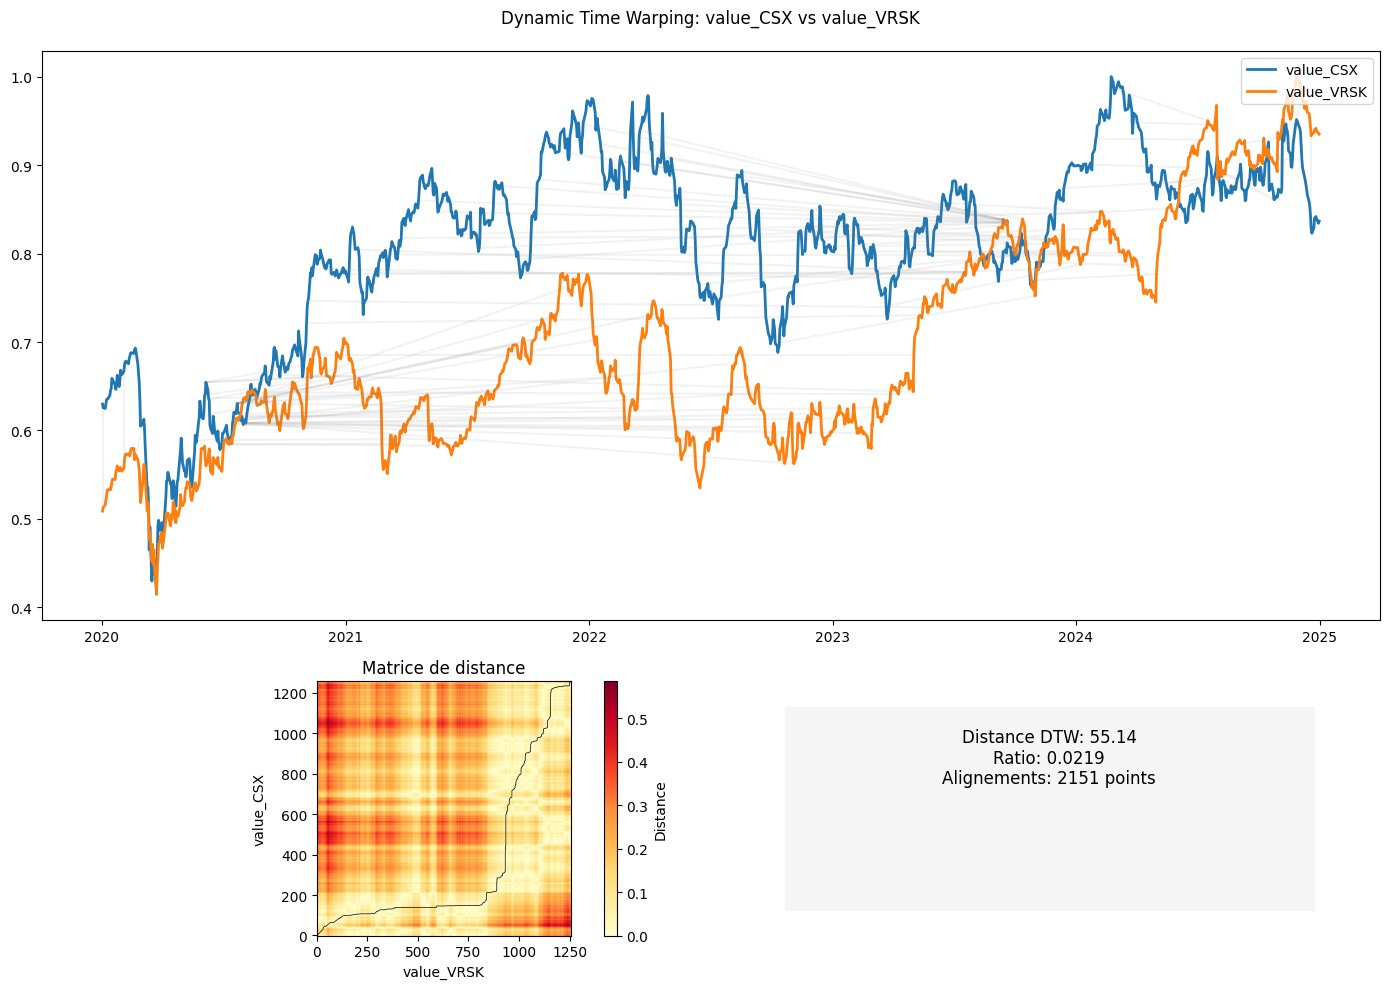 Dynamic Time Warping: value_CSX vs value_VRSK
1.0
0.9
0.8
0.7
0.6
0.5
0.4
value_CSX
value_VRSK
2020 2021 2022 2023 2024 2025
Matrice de distance
1200
1000
800
600
400
200
0
value_CSX
0 250 500 750 1000 1250
value_VRSK
0.5
0.4
0.3
0.2
0.1
0.0
Distance
Distance DTW: 55.14
Ratio: 0.0219
Alignements: 2151 points